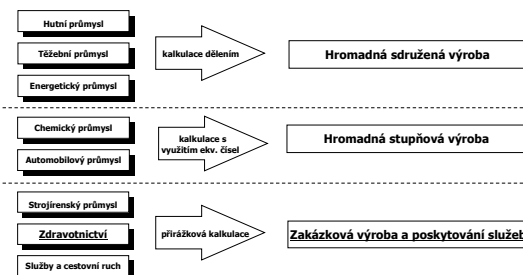 Hutní průmysl
Těžební průmysl
Energetický průmysl
kalkulace dělením
Hromadná sdružená výroba
Chemický průmysl
Automobilový průmysl
kalkulace s
využitím ekv. čísel
Hromadná stupňová výroba
Strojírenský průmysl
Zdravotnictví
Služby a cestovní ruch
přirážková kalkulace
Zakázková výroba a poskytování služeb